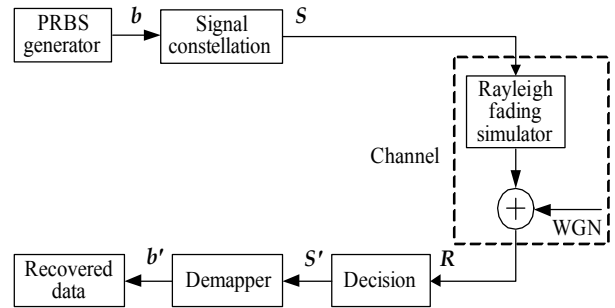 PRBS
generator
b
Signal
constellation
S
Rayleigh
fading
simulator
Channel
+
WGN
Recovered
data
b'
Demapper
S'
Decision
R